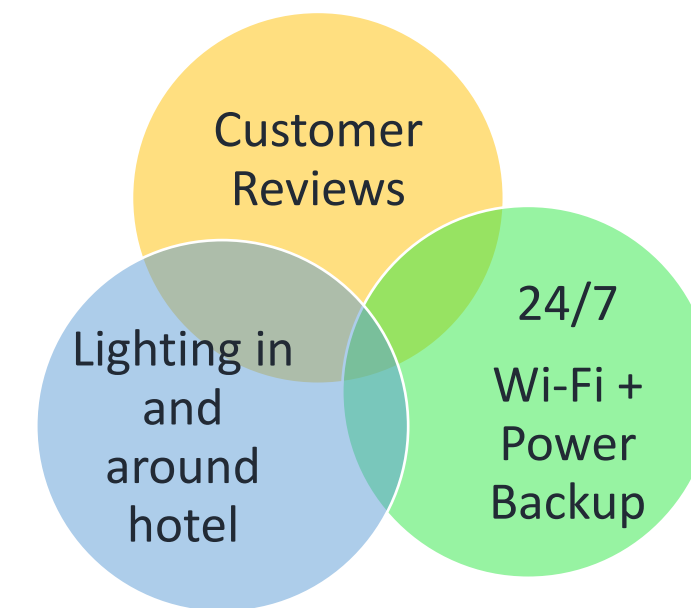 Customer
Reviews
Lighting in
and
around
hotel
24/7
Wi-Fi +
Power
Backup